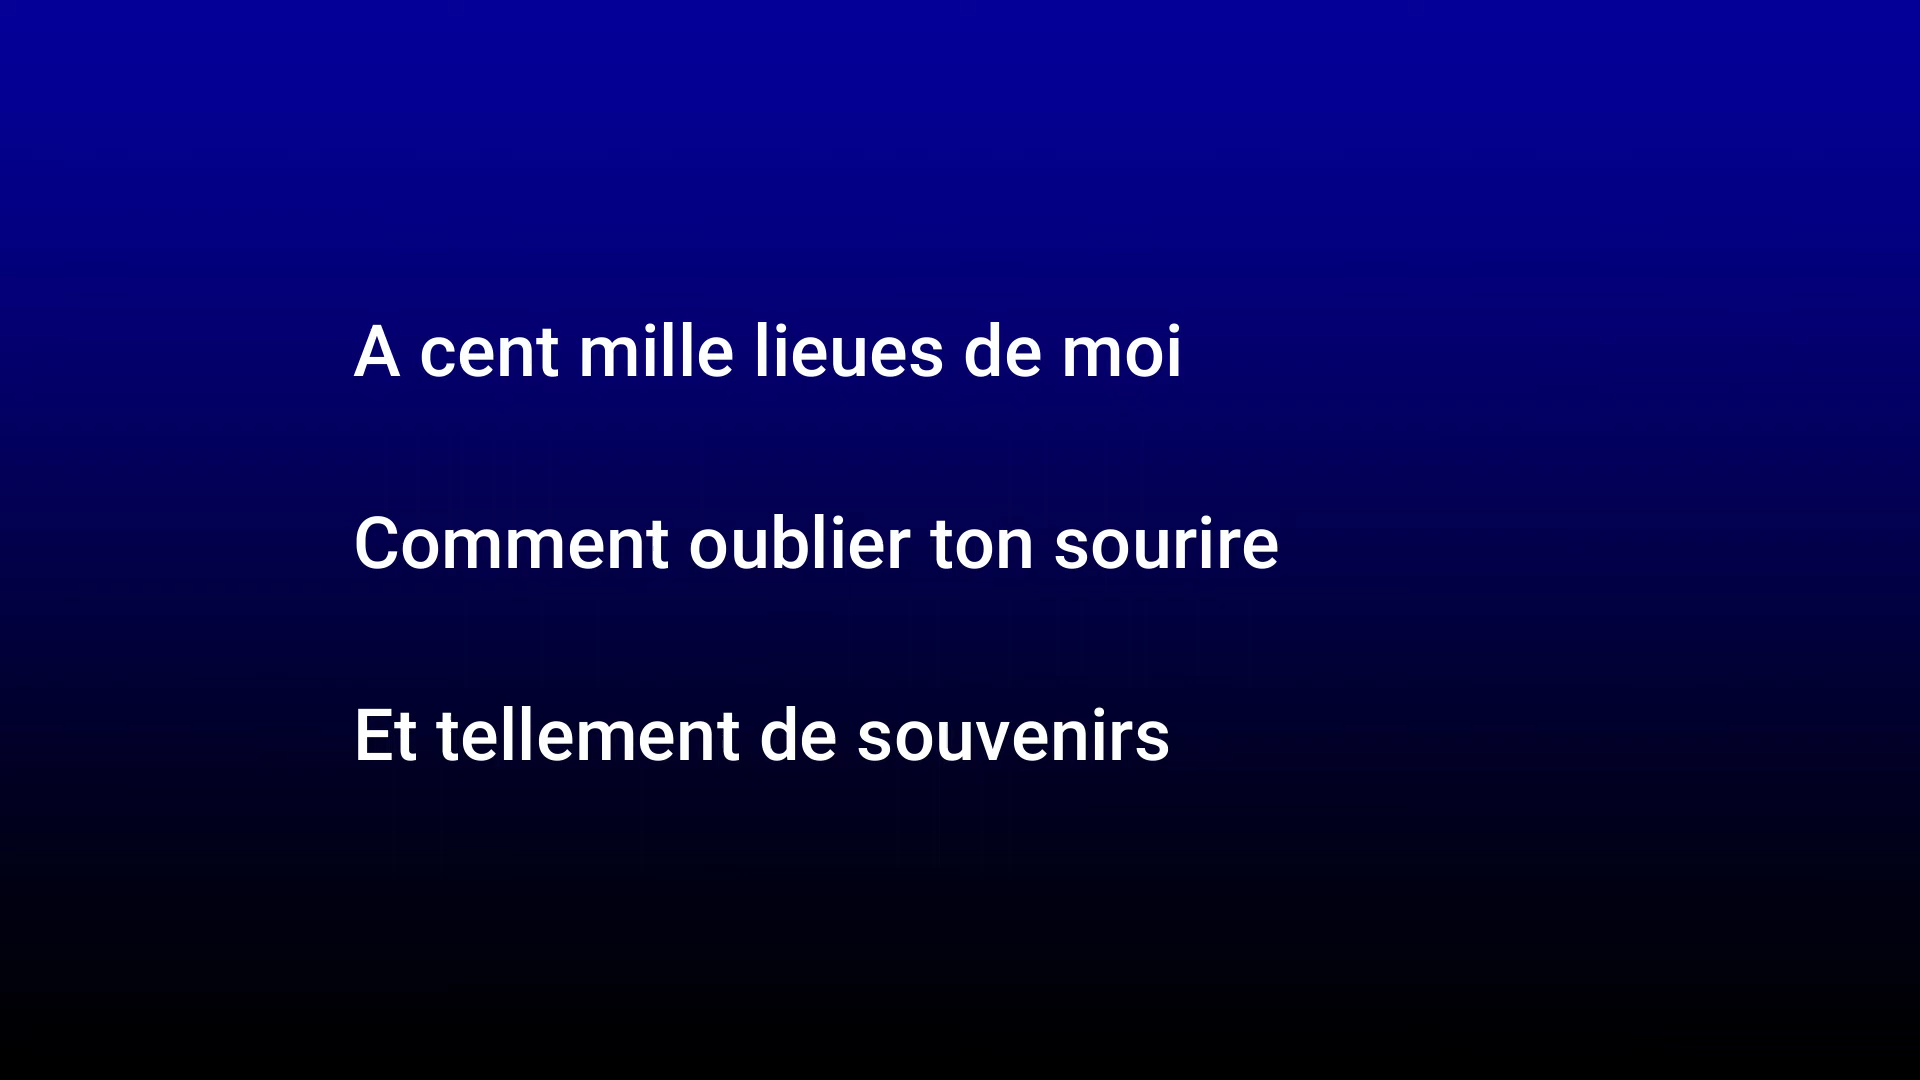 A cent mille lieues de moi
Comment oublier ton sourire
Et tellement de souvenirs